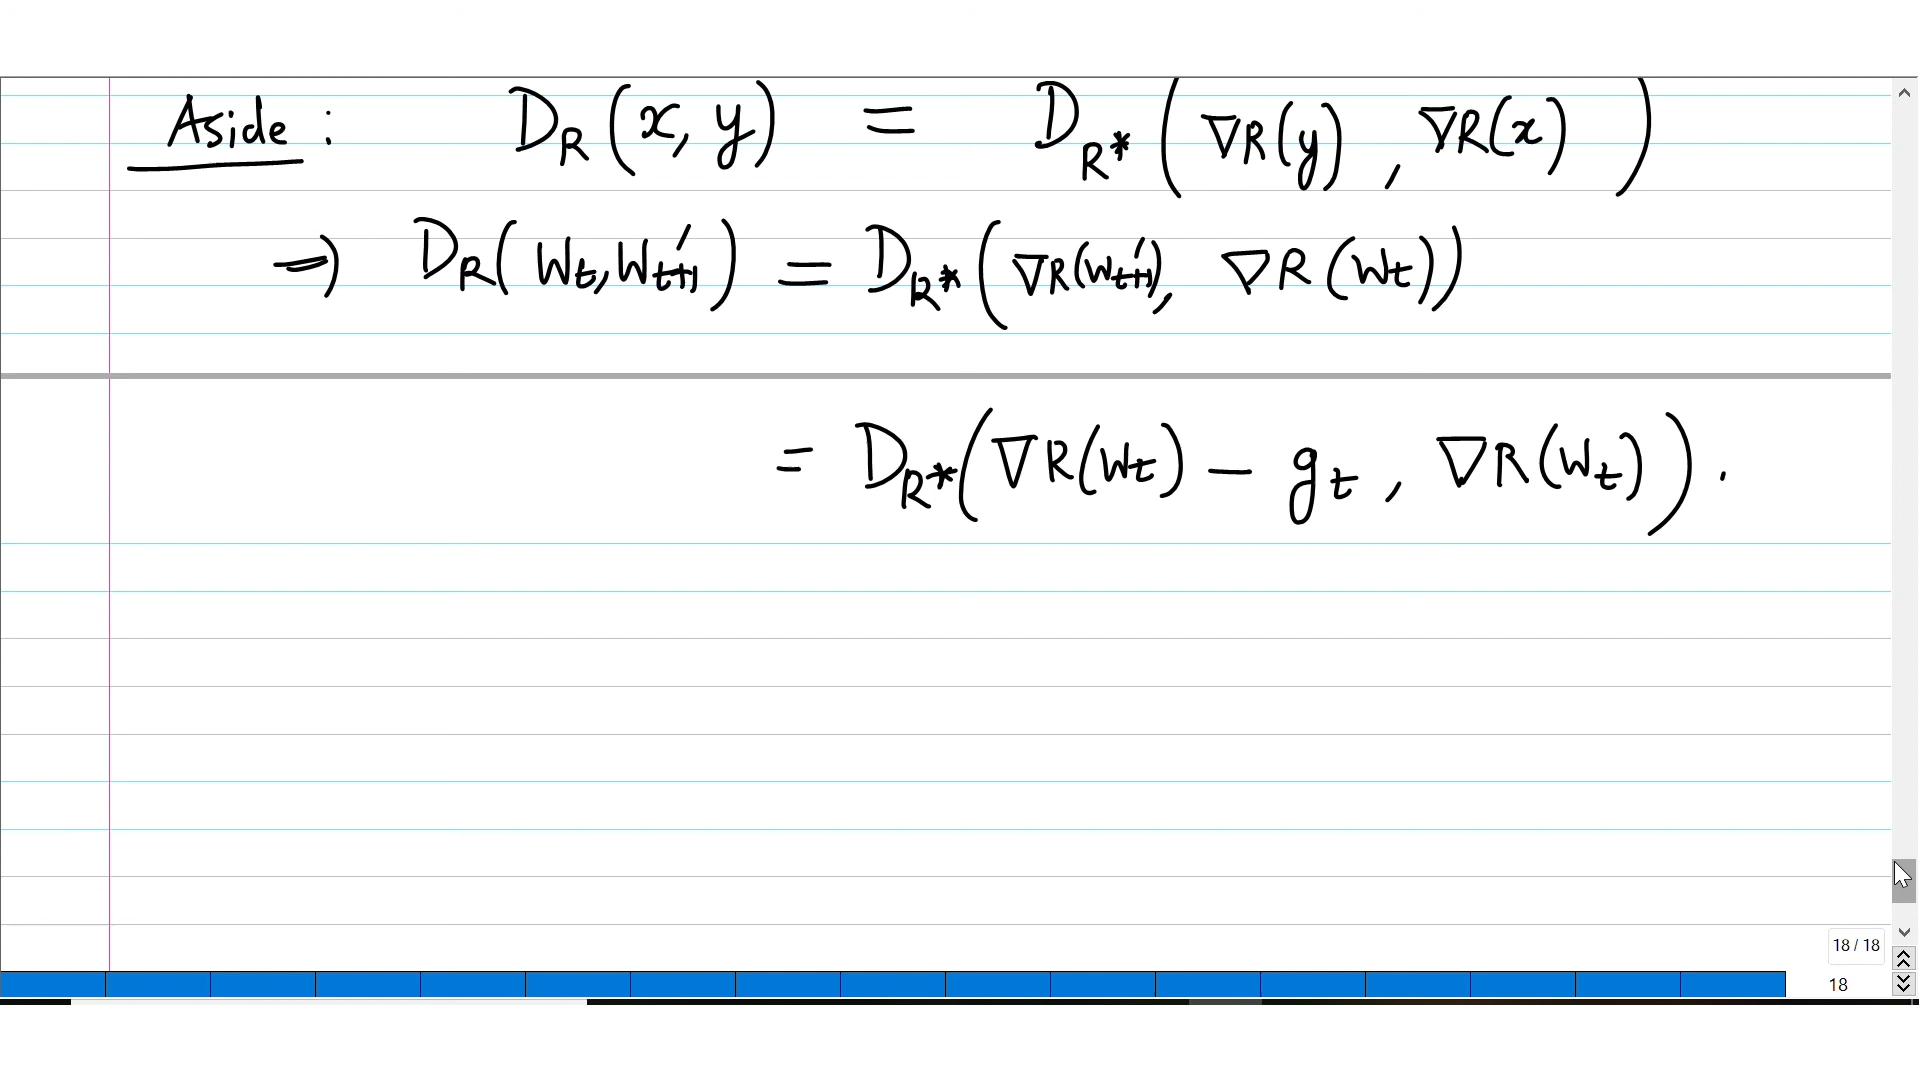 Aside : D_R (x, y) = D_{R*} ( ∇R(y) , ∇R(x) )
⇒ D_R( W_t, W'_{t+1} ) = D_{R*} ( ∇R(W'_{t+1}), ∇R(W_t) )
= D_{R*} ( ∇R(W_t) − g_t , ∇R(W_t) ) .
18 / 18
18